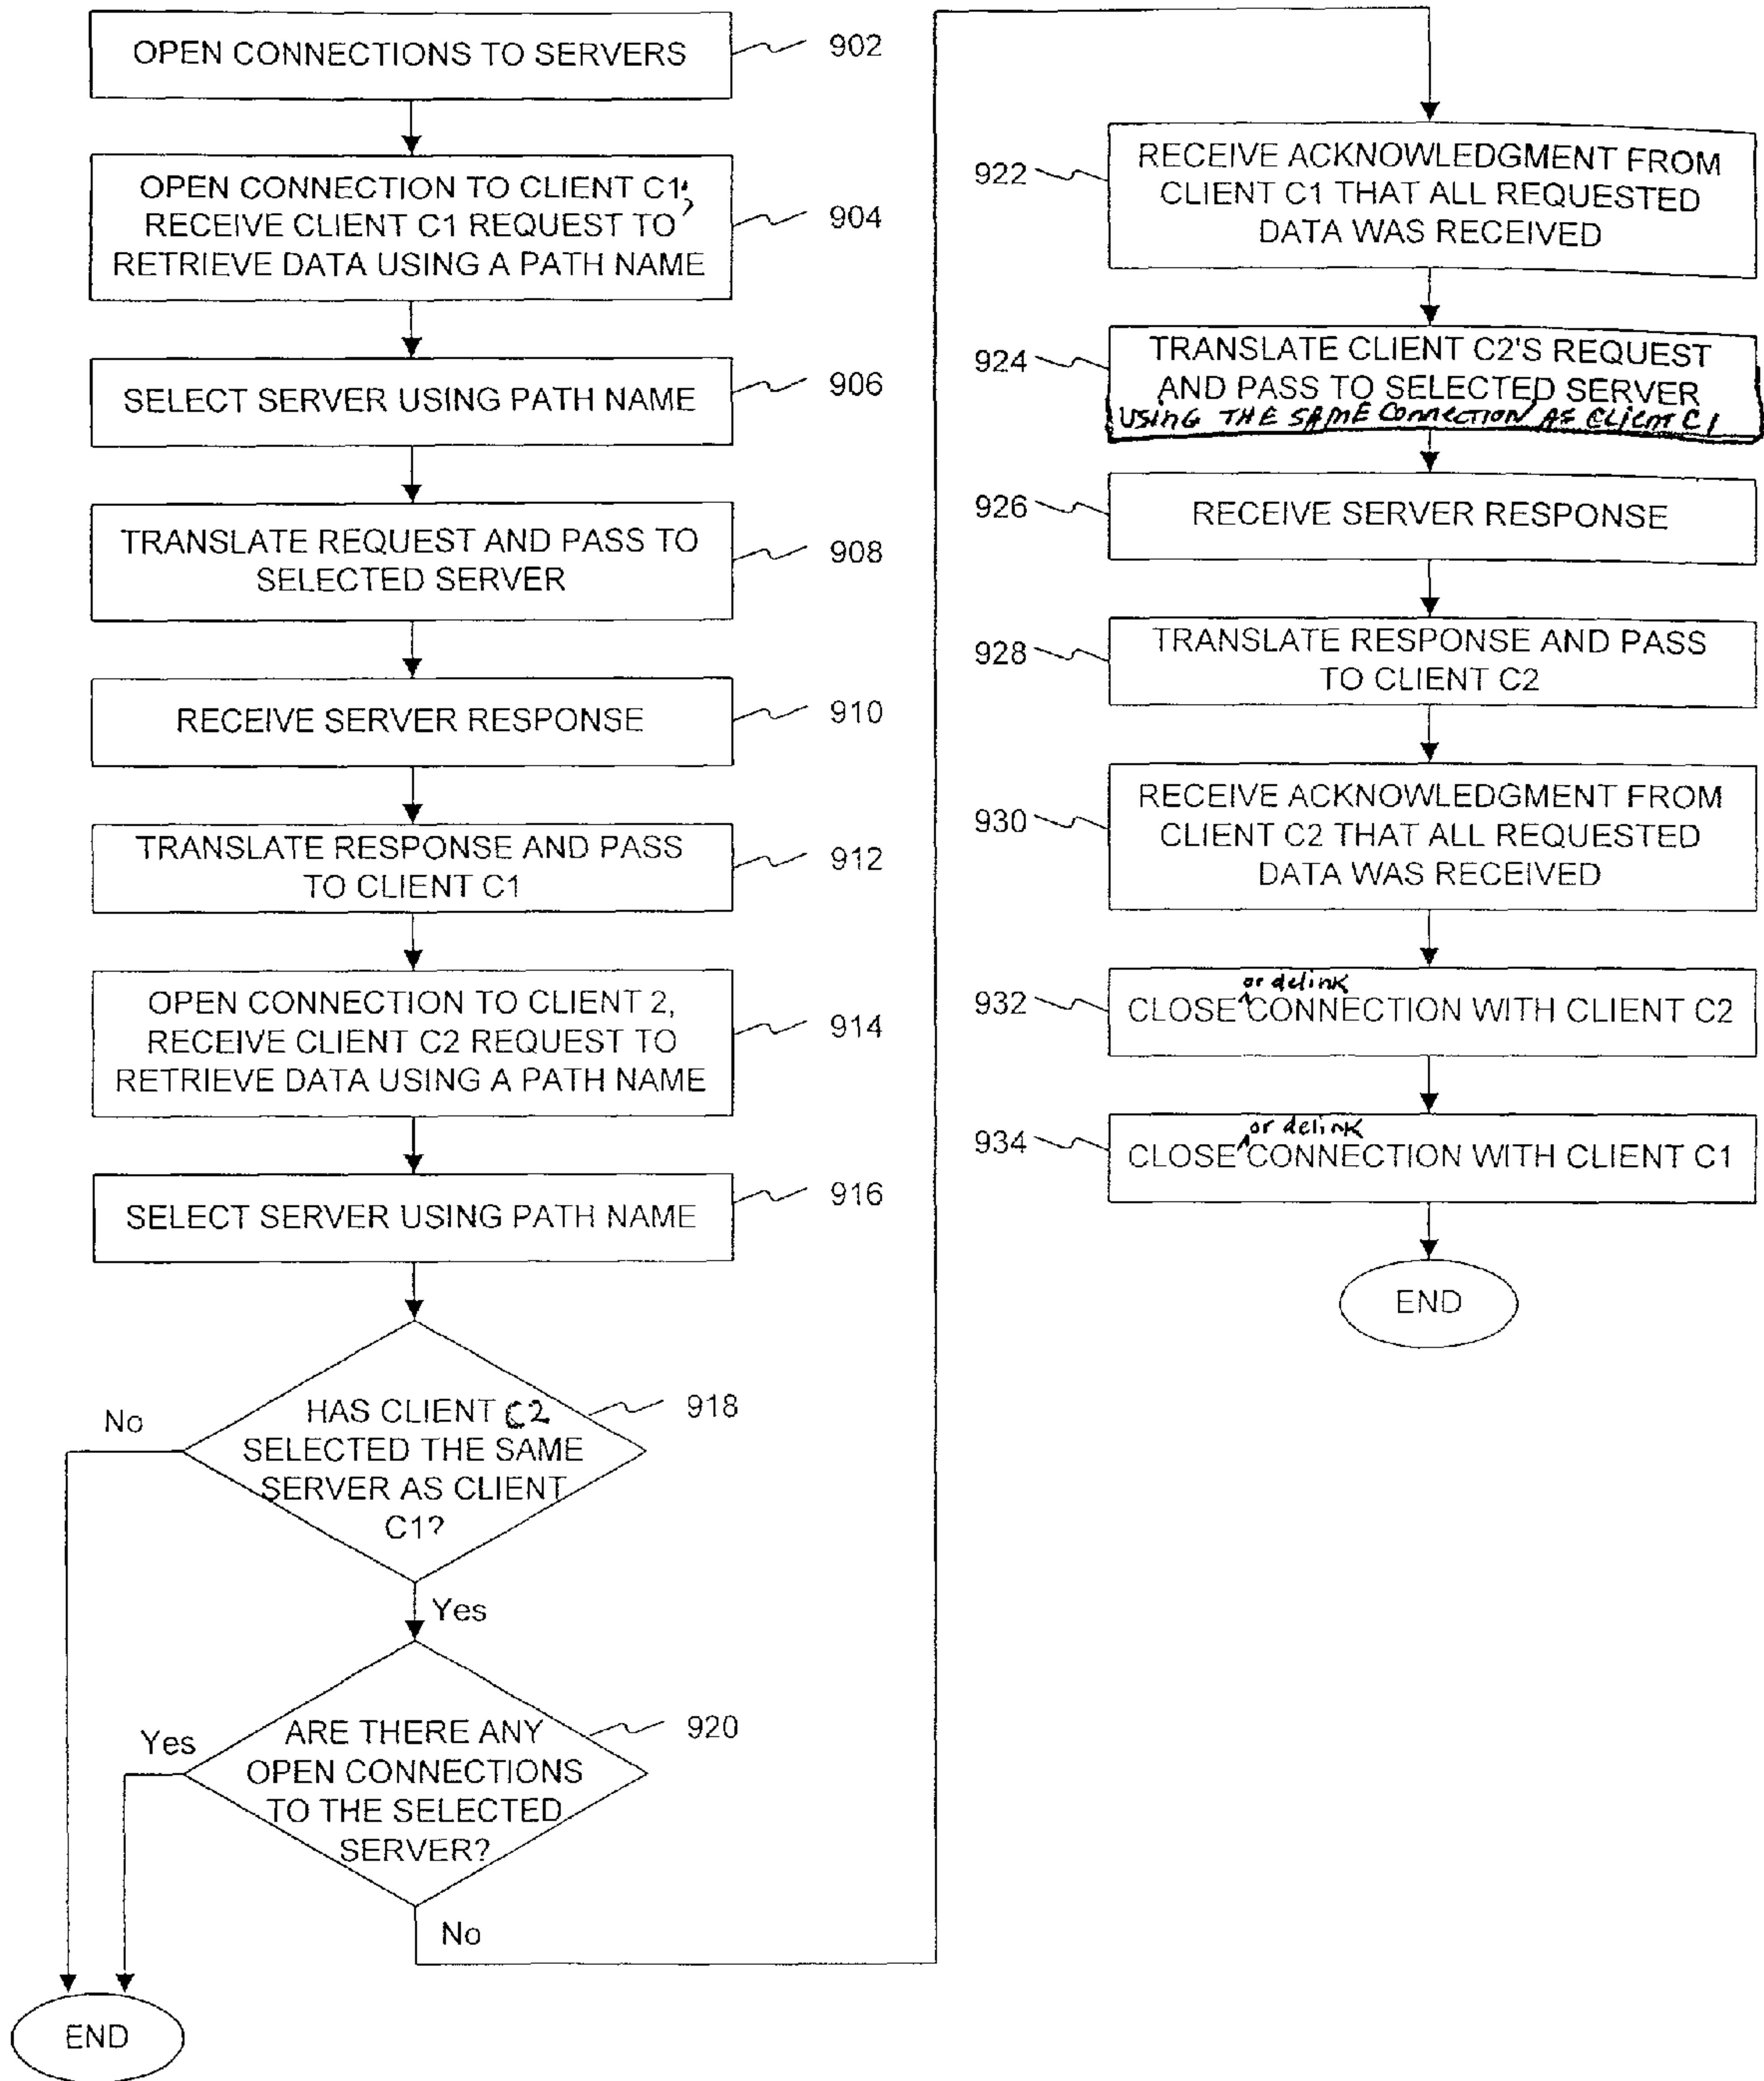 OPEN CONNECTIONS TO SERVERS
902
OPEN CONNECTION TO CLIENT C1;
RECEIVE CLIENT C1 REQUEST TO
RETRIEVE DATA USING A PATH NAME
904
SELECT SERVER USING PATH NAME
906
TRANSLATE REQUEST AND PASS TO
SELECTED SERVER
908
RECEIVE SERVER RESPONSE
910
TRANSLATE RESPONSE AND PASS
TO CLIENT C1
912
OPEN CONNECTION TO CLIENT 2,
RECEIVE CLIENT C2 REQUEST TO
RETRIEVE DATA USING A PATH NAME
914
SELECT SERVER USING PATH NAME
916
HAS CLIENT C2
SELECTED THE SAME
SERVER AS CLIENT
C1?
918
No
Yes
ARE THERE ANY
OPEN CONNECTIONS
TO THE SELECTED
SERVER?
920
Yes
No
END
922
RECEIVE ACKNOWLEDGMENT FROM
CLIENT C1 THAT ALL REQUESTED
DATA WAS RECEIVED
924
TRANSLATE CLIENT C2'S REQUEST
AND PASS TO SELECTED SERVER
USING THE SAME CONNECTION AS CLIENT C1
926
RECEIVE SERVER RESPONSE
928
TRANSLATE RESPONSE AND PASS
TO CLIENT C2
930
RECEIVE ACKNOWLEDGMENT FROM
CLIENT C2 THAT ALL REQUESTED
DATA WAS RECEIVED
932
or delink
CLOSE ^ CONNECTION WITH CLIENT C2
934
or delink
CLOSE ^ CONNECTION WITH CLIENT C1
END